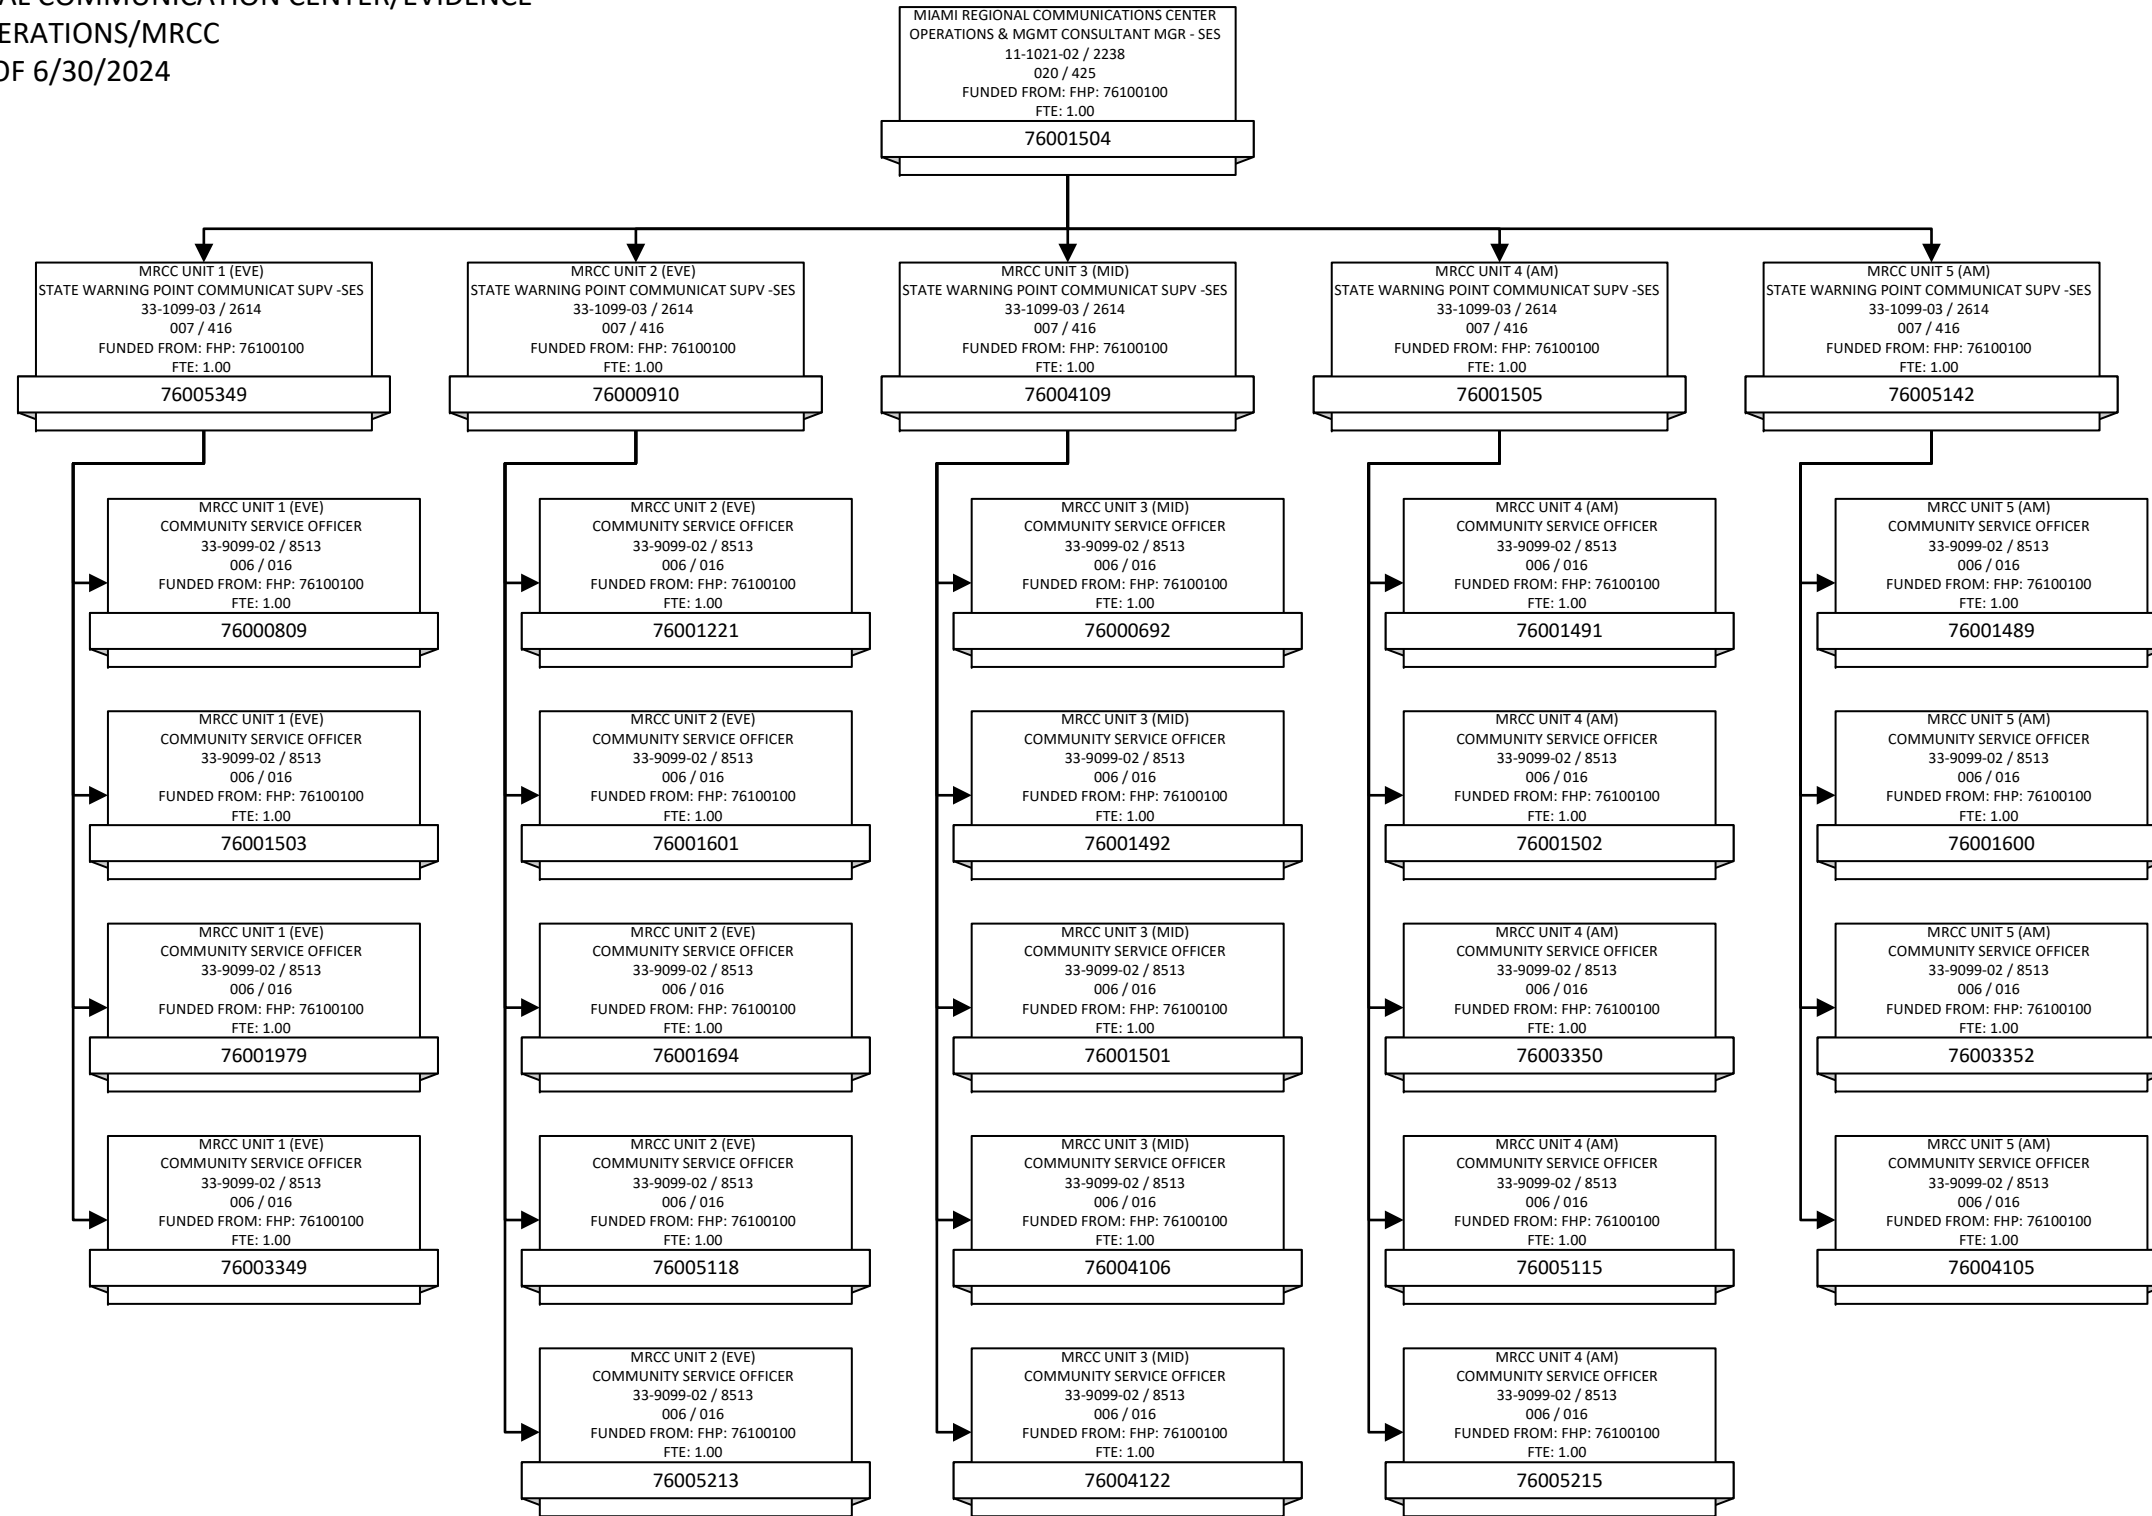 AL COMMUNICATION CENTER/EVIDENCE
ERATIONS/MRCC
OF 6/30/2024
MIAMI REGIONAL COMMUNICATIONS CENTER
OPERATIONS & MGMT CONSULTANT MGR - SES
11-1021-02 / 2238
020 / 425
FUNDED FROM: FHP: 76100100
FTE: 1.00
76001504
MRCC UNIT 1 (EVE)
STATE WARNING POINT COMMUNICAT SUPV -SES
33-1099-03 / 2614
007 / 416
FUNDED FROM: FHP: 76100100
FTE: 1.00
76005349
MRCC UNIT 2 (EVE)
STATE WARNING POINT COMMUNICAT SUPV -SES
33-1099-03 / 2614
007 / 416
FUNDED FROM: FHP: 76100100
FTE: 1.00
76000910
MRCC UNIT 3 (MID)
STATE WARNING POINT COMMUNICAT SUPV -SES
33-1099-03 / 2614
007 / 416
FUNDED FROM: FHP: 76100100
FTE: 1.00
76004109
MRCC UNIT 4 (AM)
STATE WARNING POINT COMMUNICAT SUPV -SES
33-1099-03 / 2614
007 / 416
FUNDED FROM: FHP: 76100100
FTE: 1.00
76001505
MRCC UNIT 5 (AM)
STATE WARNING POINT COMMUNICAT SUPV -SES
33-1099-03 / 2614
007 / 416
FUNDED FROM: FHP: 76100100
FTE: 1.00
76005142
MRCC UNIT 1 (EVE)
COMMUNITY SERVICE OFFICER
33-9099-02 / 8513
006 / 016
FUNDED FROM: FHP: 76100100
FTE: 1.00
76000809
MRCC UNIT 2 (EVE)
COMMUNITY SERVICE OFFICER
33-9099-02 / 8513
006 / 016
FUNDED FROM: FHP: 76100100
FTE: 1.00
76001221
MRCC UNIT 3 (MID)
COMMUNITY SERVICE OFFICER
33-9099-02 / 8513
006 / 016
FUNDED FROM: FHP: 76100100
FTE: 1.00
76000692
MRCC UNIT 4 (AM)
COMMUNITY SERVICE OFFICER
33-9099-02 / 8513
006 / 016
FUNDED FROM: FHP: 76100100
FTE: 1.00
76001491
MRCC UNIT 5 (AM)
COMMUNITY SERVICE OFFICER
33-9099-02 / 8513
006 / 016
FUNDED FROM: FHP: 76100100
FTE: 1.00
76001489
MRCC UNIT 1 (EVE)
COMMUNITY SERVICE OFFICER
33-9099-02 / 8513
006 / 016
FUNDED FROM: FHP: 76100100
FTE: 1.00
76001503
MRCC UNIT 2 (EVE)
COMMUNITY SERVICE OFFICER
33-9099-02 / 8513
006 / 016
FUNDED FROM: FHP: 76100100
FTE: 1.00
76001601
MRCC UNIT 3 (MID)
COMMUNITY SERVICE OFFICER
33-9099-02 / 8513
006 / 016
FUNDED FROM: FHP: 76100100
FTE: 1.00
76001492
MRCC UNIT 4 (AM)
COMMUNITY SERVICE OFFICER
33-9099-02 / 8513
006 / 016
FUNDED FROM: FHP: 76100100
FTE: 1.00
76001502
MRCC UNIT 5 (AM)
COMMUNITY SERVICE OFFICER
33-9099-02 / 8513
006 / 016
FUNDED FROM: FHP: 76100100
FTE: 1.00
76001600
MRCC UNIT 1 (EVE)
COMMUNITY SERVICE OFFICER
33-9099-02 / 8513
006 / 016
FUNDED FROM: FHP: 76100100
FTE: 1.00
76001979
MRCC UNIT 2 (EVE)
COMMUNITY SERVICE OFFICER
33-9099-02 / 8513
006 / 016
FUNDED FROM: FHP: 76100100
FTE: 1.00
76001694
MRCC UNIT 3 (MID)
COMMUNITY SERVICE OFFICER
33-9099-02 / 8513
006 / 016
FUNDED FROM: FHP: 76100100
FTE: 1.00
76001501
MRCC UNIT 4 (AM)
COMMUNITY SERVICE OFFICER
33-9099-02 / 8513
006 / 016
FUNDED FROM: FHP: 76100100
FTE: 1.00
76003350
MRCC UNIT 5 (AM)
COMMUNITY SERVICE OFFICER
33-9099-02 / 8513
006 / 016
FUNDED FROM: FHP: 76100100
FTE: 1.00
76003352
MRCC UNIT 1 (EVE)
COMMUNITY SERVICE OFFICER
33-9099-02 / 8513
006 / 016
FUNDED FROM: FHP: 76100100
FTE: 1.00
76003349
MRCC UNIT 2 (EVE)
COMMUNITY SERVICE OFFICER
33-9099-02 / 8513
006 / 016
FUNDED FROM: FHP: 76100100
FTE: 1.00
76005118
MRCC UNIT 3 (MID)
COMMUNITY SERVICE OFFICER
33-9099-02 / 8513
006 / 016
FUNDED FROM: FHP: 76100100
FTE: 1.00
76004106
MRCC UNIT 4 (AM)
COMMUNITY SERVICE OFFICER
33-9099-02 / 8513
006 / 016
FUNDED FROM: FHP: 76100100
FTE: 1.00
76005115
MRCC UNIT 5 (AM)
COMMUNITY SERVICE OFFICER
33-9099-02 / 8513
006 / 016
FUNDED FROM: FHP: 76100100
FTE: 1.00
76004105
MRCC UNIT 2 (EVE)
COMMUNITY SERVICE OFFICER
33-9099-02 / 8513
006 / 016
FUNDED FROM: FHP: 76100100
FTE: 1.00
76005213
MRCC UNIT 3 (MID)
COMMUNITY SERVICE OFFICER
33-9099-02 / 8513
006 / 016
FUNDED FROM: FHP: 76100100
FTE: 1.00
76004122
MRCC UNIT 4 (AM)
COMMUNITY SERVICE OFFICER
33-9099-02 / 8513
006 / 016
FUNDED FROM: FHP: 76100100
FTE: 1.00
76005215